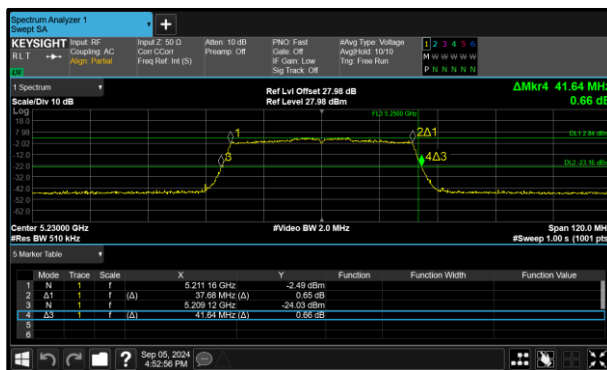 Spectrum Analyzer 1
Swept SA
KEYSIGHT Input: RF Input Z: 50 Ω Atten: 10 dB PNO: Fast #Avg Type: Voltage 1 2 3 4 5 6
RLT Coupling: AC Corr CCorr Preamp: Off Gate: Off Avg|Hold: 10/10 M W W W W W
Align: Partial Freq Ref: Int (S) IF Gain: Low Trig: Free Run
Sig Track: Off P N N N N N
1 Spectrum Ref Lvl Offset 27.98 dB ΔMkr4 41.64 MHz
Scale/Div 10 dB Ref Level 27.98 dBm 0.66 dB
Log
18.0 FL3 5.2500 GHz
7.98 1 2Δ1 DL1 2.84 dBm
-2.02
-12.0 3 4Δ3
-22.0 DL2 -23.16 dBm
-32.0
-42.0
-52.0
-62.0
Center 5.23000 GHz #Video BW 2.0 MHz Span 120.0 MHz
#Res BW 510 kHz #Sweep 1.00 s (1001 pts
5 Marker Table
Mode Trace Scale X Y Function Function Width Function Value
1 N 1 f 5.211 16 GHz -2.49 dBm
2 Δ1 1 f (Δ) 37.68 MHz (Δ) 0.65 dB
3 N 1 f 5.209 12 GHz -24.03 dBm
4 Δ3 1 f (Δ) 41.64 MHz (Δ) 0.66 dB
5
6
? Sep 05, 2024
4:52:56 PM